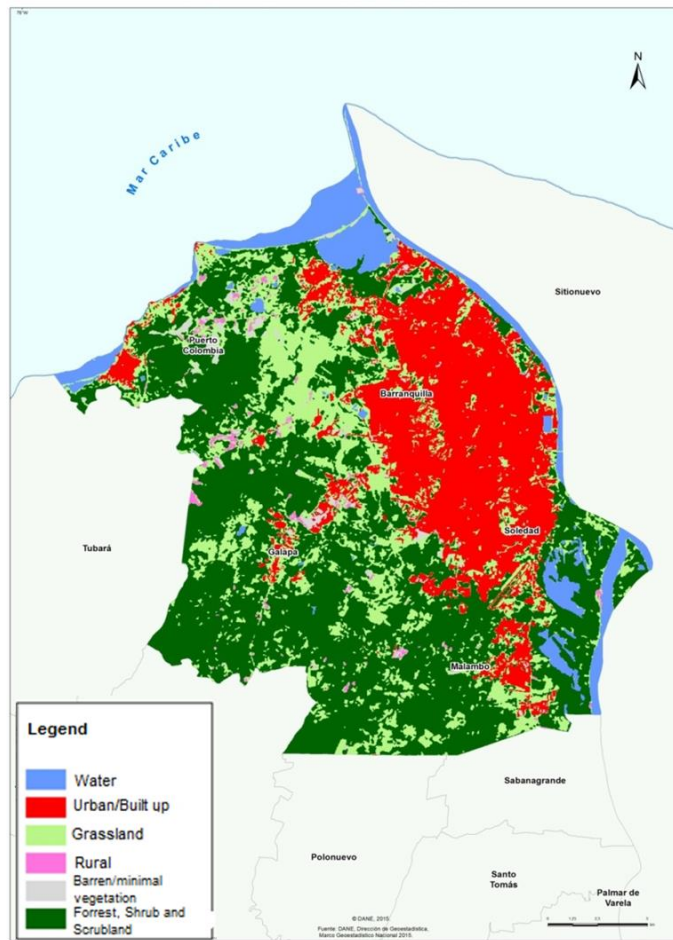 N
Mar Caribe
Sitionuevo
Puerto
Colombia
Barranquilla
Soledad
Tubará
Galapa
Malambo
Legend
Water
Urban/Built up
Grassland
Rural
Barren/minimal
vegetation
Forrest, Shrub and
Scrubland
Sabanagrande
Polonuevo
Santo
Tomás
Palmar de
Varela
© DANE, 2015
Fuente: DANE, Dirección de Geoestadística,
Marco Geoestadístico Nacional 2015.